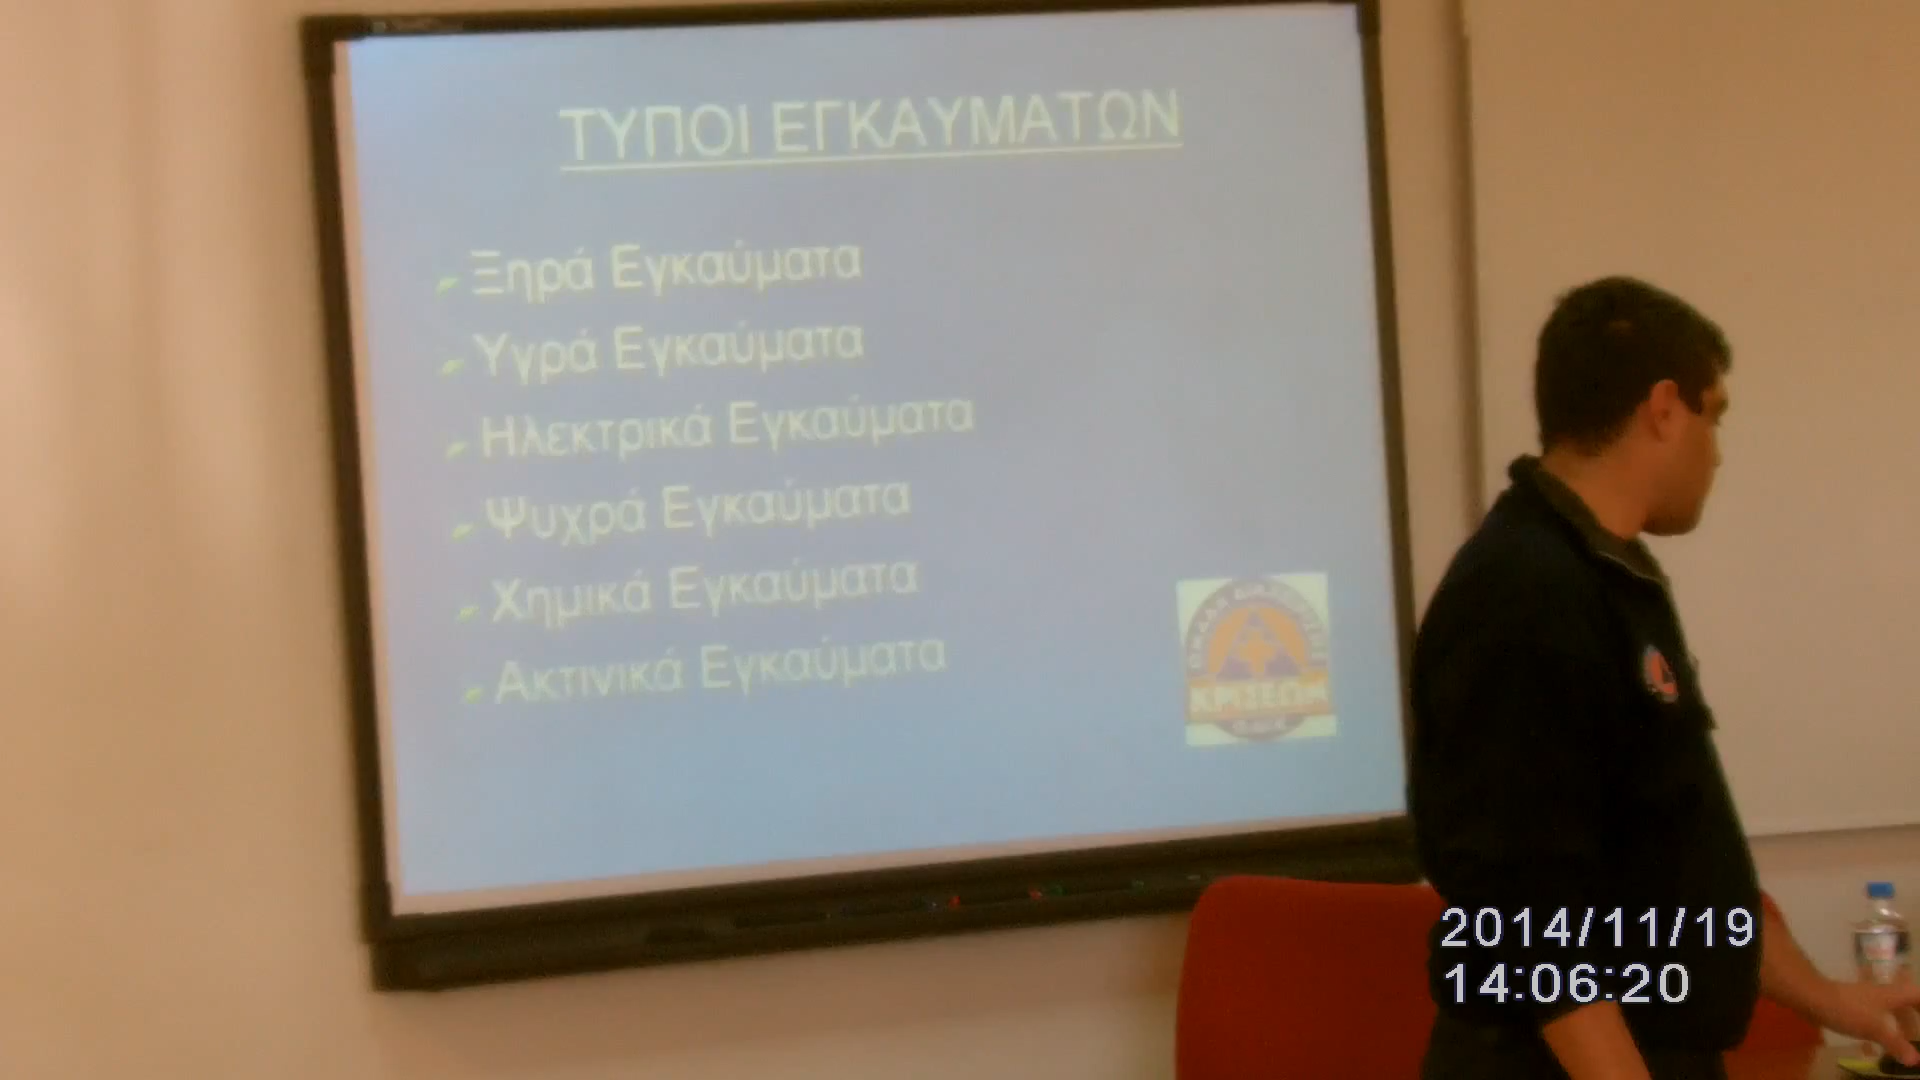 ΤΥΠΟΙ ΕΓΚΑΥΜΑΤΩΝ
Ξηρά Εγκαύματα
Υγρά Εγκαύματα
Ηλεκτρικά Εγκαύματα
Ψυχρά Εγκαύματα
Χημικά Εγκαύματα
Ακτινικά Εγκαύματα
ΚΡΙΣΕΩΝ
2014/11/19
14:06:20